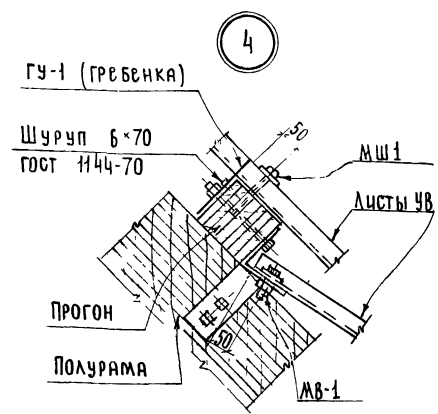 4
ГУ-1 (ГРЕБЕНКА)
50
ШУРУП 6×70
ГОСТ 1144-70
МШ1
ЛИСТЫ УВ
ПРОГОН
ПОЛУРАМА
50
МВ-1